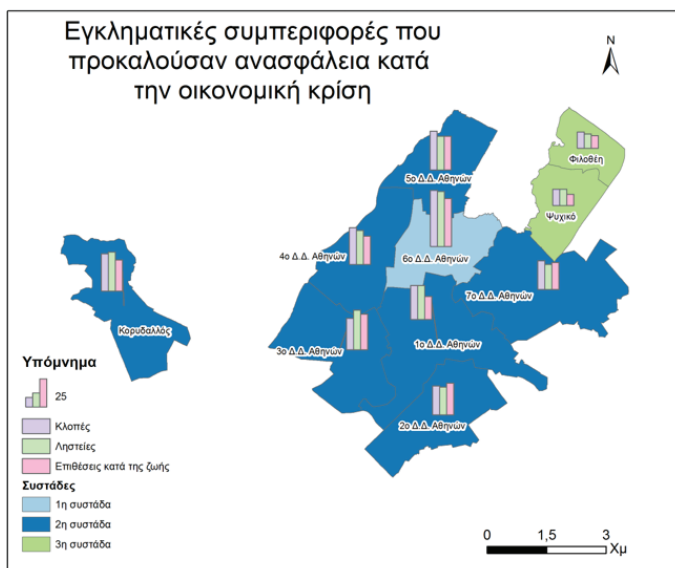 Εγκληματικές συμπεριφορές που
προκαλούσαν ανασφάλεια κατά
την οικονομική κρίση
N
5ο Δ.Δ. Αθηνών
Φιλοθέη
Ψυχικό
4ο Δ.Δ. Αθηνών
6ο Δ.Δ. Αθηνών
7ο Δ.Δ. Αθηνών
Κορυδαλλός
3ο Δ.Δ. Αθηνών
1ο Δ.Δ. Αθηνών
2ο Δ.Δ. Αθηνών
Υπόμνημα
25
Κλοπές
Ληστείες
Επιθέσεις κατά της ζωής
Συστάδες
1η συστάδα
2η συστάδα
3η συστάδα
0 1,5 3
Χμ